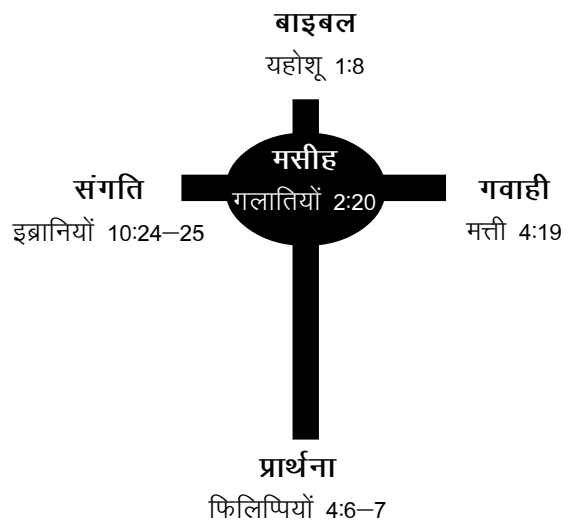 बाइबल
यहोशू 1:8
मसीह
गलातियों 2:20
संगति
इब्रानियों 10:24–25
गवाही
मत्ती 4:19
प्रार्थना
फिलिप्पियों 4:6–7